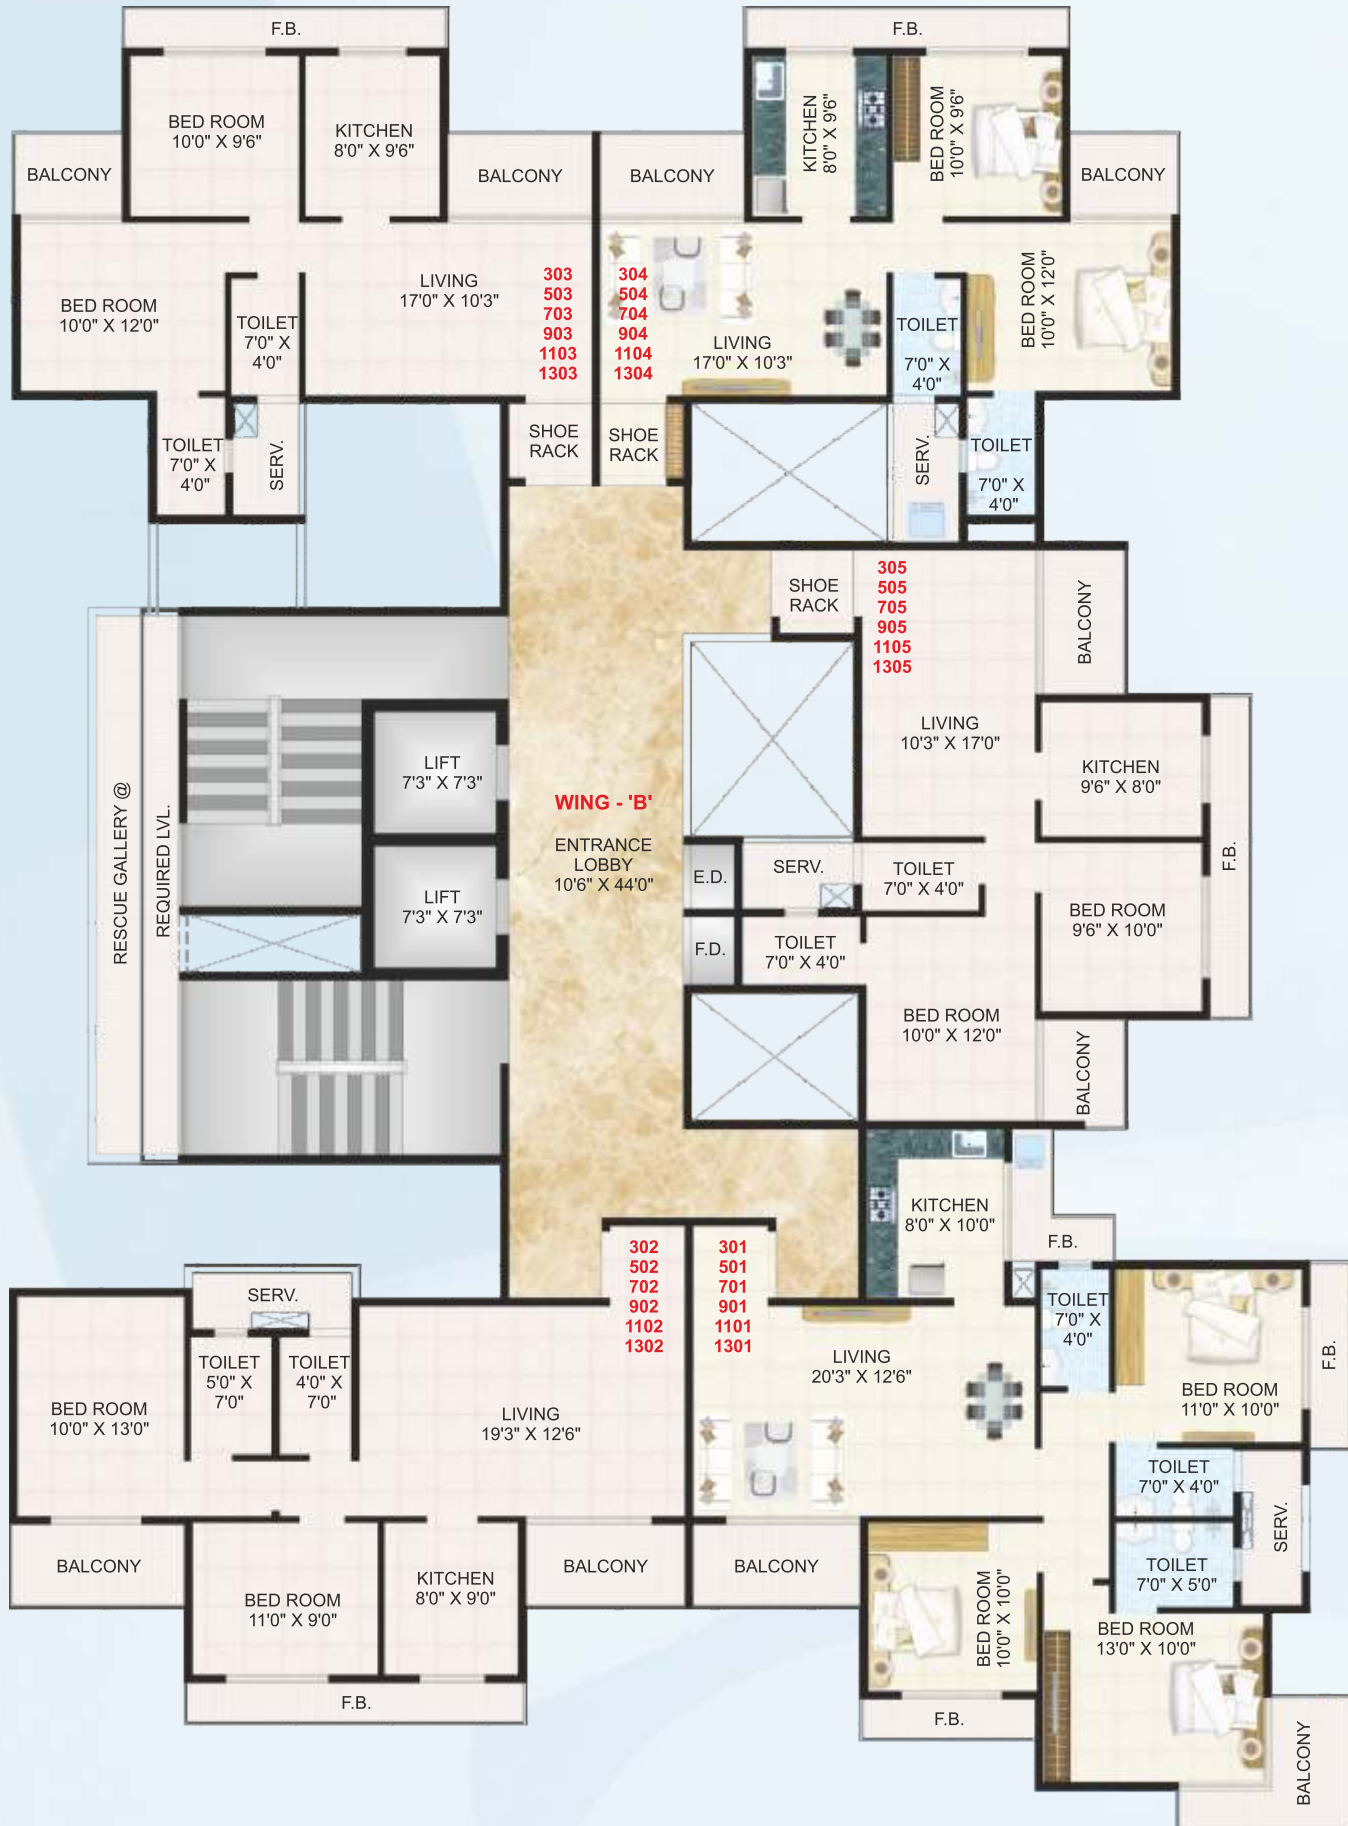 F.B.
BED ROOM
10'0" X 9'6"
KITCHEN
8'0" X 9'6"
BALCONY
BALCONY
BED ROOM
10'0" X 12'0"
TOILET
7'0" X
4'0"
LIVING
17'0" X 10'3"
303
503
703
903
1103
1303
TOILET
7'0" X
4'0"
SERV.
SHOE
RACK
F.B.
KITCHEN
8'0" X 9'6"
BED ROOM
10'0" X 9'6"
BALCONY
BALCONY
304
504
704
904
1104
1304
LIVING
17'0" X 10'3"
TOILET
7'0" X
4'0"
BED ROOM
10'0" X 12'0"
SHOE
RACK
SERV.
TOILET
7'0" X
4'0"
SHOE
RACK
305
505
705
905
1105
1305
BALCONY
LIVING
10'3" X 17'0"
KITCHEN
9'6" X 8'0"
F.B.
SERV.
TOILET
7'0" X 4'0"
BED ROOM
9'6" X 10'0"
E.D.
F.D.
TOILET
7'0" X 4'0"
BED ROOM
10'0" X 12'0"
BALCONY
RESCUE GALLERY @
REQUIRED LVL.
LIFT
7'3" X 7'3"
LIFT
7'3" X 7'3"
WING - 'B'
ENTRANCE
LOBBY
10'6" X 44'0"
302
502
702
902
1102
1302
SERV.
TOILET
5'0" X
7'0"
TOILET
4'0" X
7'0"
BED ROOM
10'0" X 13'0"
LIVING
19'3" X 12'6"
BALCONY
BED ROOM
11'0" X 9'0"
KITCHEN
8'0" X 9'0"
BALCONY
F.B.
301
501
701
901
1101
1301
KITCHEN
8'0" X 10'0"
F.B.
LIVING
20'3" X 12'6"
TOILET
7'0" X
4'0"
BED ROOM
11'0" X 10'0"
F.B.
TOILET
7'0" X 4'0"
SERV.
TOILET
7'0" X 5'0"
BALCONY
BED ROOM
10'0" X 10'0"
BED ROOM
13'0" X 10'0"
F.B.
BALCONY